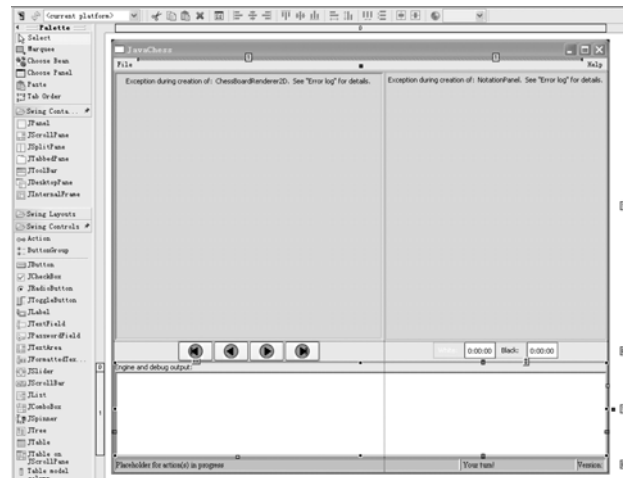 <current platform>
Palette
Select
Marquee
Choose Bean
Choose Panel
Paste
Tab Order
Swing Conta...
JPanel
JScrollPane
JSplitPane
JTabbedPane
JToolBar
JDesktopPane
JInternalFrame
Swing Layouts
Swing Controls
Action
ButtonGroup
JButton
JCheckBox
JRadioButton
JToggleButton
JLabel
JTextField
JPasswordField
JTextArea
JFormattedTex...
JSlider
JScrollBar
JList
JComboBox
JSpinner
JTree
JTable
JTable on
JScrollPane
Table model
JavaChess
File
Help
Exception during creation of: ChessBoardRenderer2D. See "Error log" for details.
Exception during creation of: NotationPanel. See "Error log" for details.
0:00:00 Black: 0:00:00
Engine and debug output:
Placeholder for action(s) in progress
Your turn!
Version: